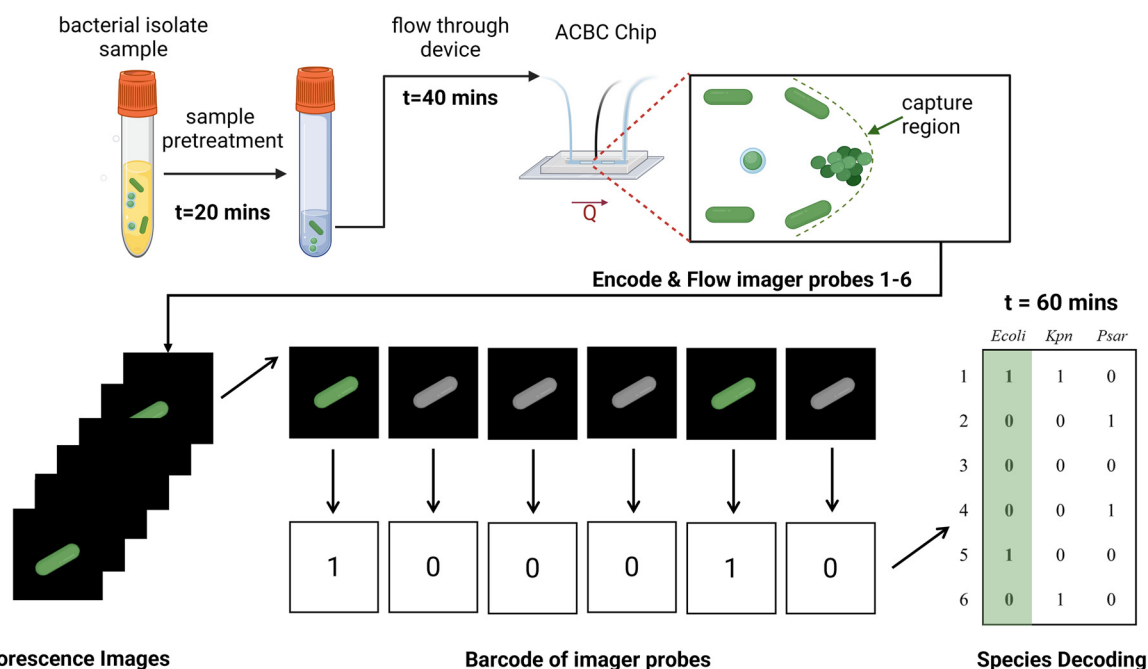 bacterial isolate
sample
sample
pretreatment
t=20 mins
flow through
device
t=40 mins
ACBC Chip
Q
capture
region
Encode & Flow imager probes 1-6
t = 60 mins
Ecoli Kpn Psar
1 1 1 0
2 0 0 1
3 0 0 0
4 0 0 1
5 1 0 0
6 0 1 0
1 0 0 0 1 0
orescence Images
Barcode of imager probes
Species Decoding